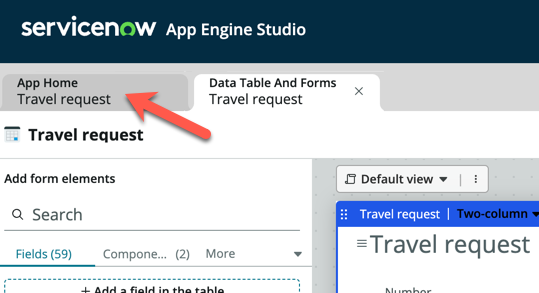 servicenow App Engine Studio
App Home
Travel request
Data Table And Forms
Travel request
Travel request
Add form elements
Search
Fields (59) Compone... (2) More
+ Add a field in the table
Default view
Travel request | Two-column
Travel request
Number